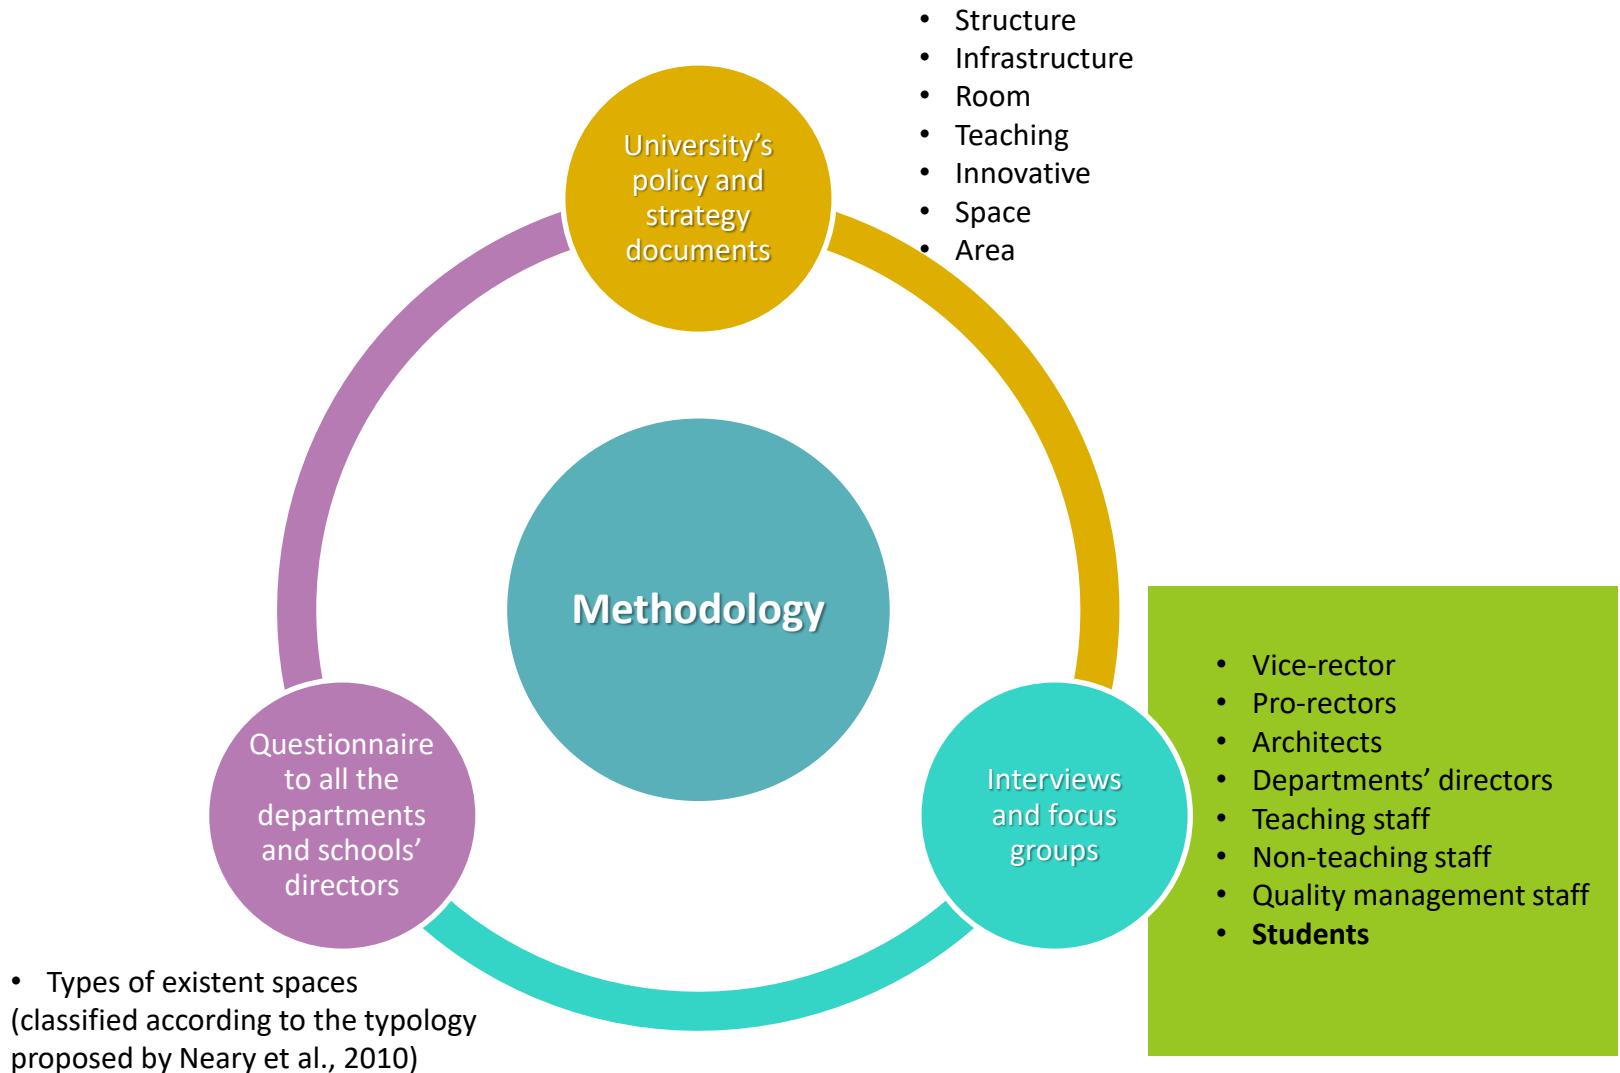 • Structure
• Infrastructure
• Room
• Teaching
• Innovative
• Space
• Area
University’s
policy and
strategy
documents
Methodology
Questionnaire
to all the
departments
and schools’
directors
Interviews
and focus
groups
• Vice-rector
• Pro-rectors
• Architects
• Departments’ directors
• Teaching staff
• Non-teaching staff
• Quality management staff
• Students
• Types of existent spaces
(classified according to the typology
proposed by Neary et al., 2010)